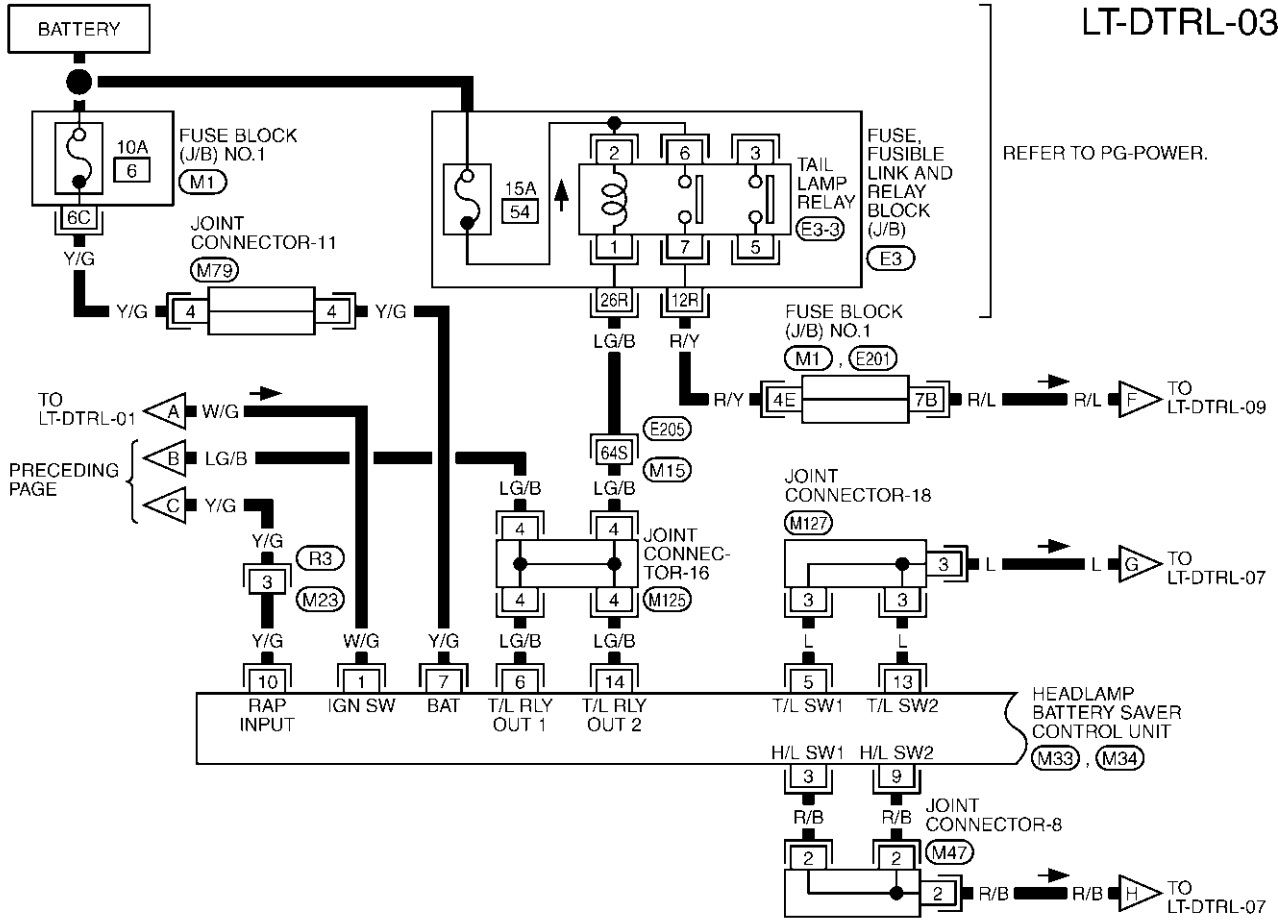 LT-DTRL-03
BATTERY
10A
6
FUSE BLOCK
(J/B) NO.1
M1
6C
Y/G
JOINT
CONNECTOR-11
M79
Y/G
4
4
Y/G
15A
54
2
6
3
1
7
5
TAIL
LAMP
RELAY
E3-3
FUSE,
FUSIBLE
LINK AND
RELAY
BLOCK
(J/B)
E3
REFER TO PG-POWER.
26R
12R
LG/B
R/Y
FUSE BLOCK
(J/B) NO.1
M1 , E201
R/Y
4E
7B
R/L
R/L
F
TO
LT-DTRL-09
TO
LT-DTRL-01
A
W/G
PRECEDING
PAGE
B
LG/B
C
Y/G
E205
64S
M15
Y/G
R3
3
M23
LG/B
LG/B
4
4
JOINT
CONNEC-
TOR-16
M125
4
4
JOINT
CONNECTOR-18
M127
3
L
L
G
TO
LT-DTRL-07
3
3
Y/G
W/G
Y/G
LG/B
LG/B
L
L
10
1
7
6
14
5
13
RAP
INPUT
IGN SW
BAT
T/L RLY
OUT 1
T/L RLY
OUT 2
T/L SW1
T/L SW2
HEADLAMP
BATTERY SAVER
CONTROL UNIT
M33 , M34
H/L SW1
H/L SW2
3
9
R/B
R/B
JOINT
CONNECTOR-8
M47
2
2
2
R/B
R/B
H
TO
LT-DTRL-07